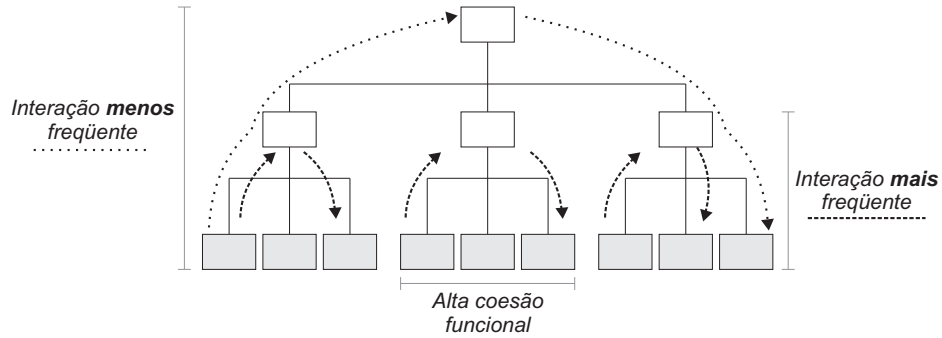 Interação menos
freqüente
Interação mais
freqüente
Alta coesão
funcional